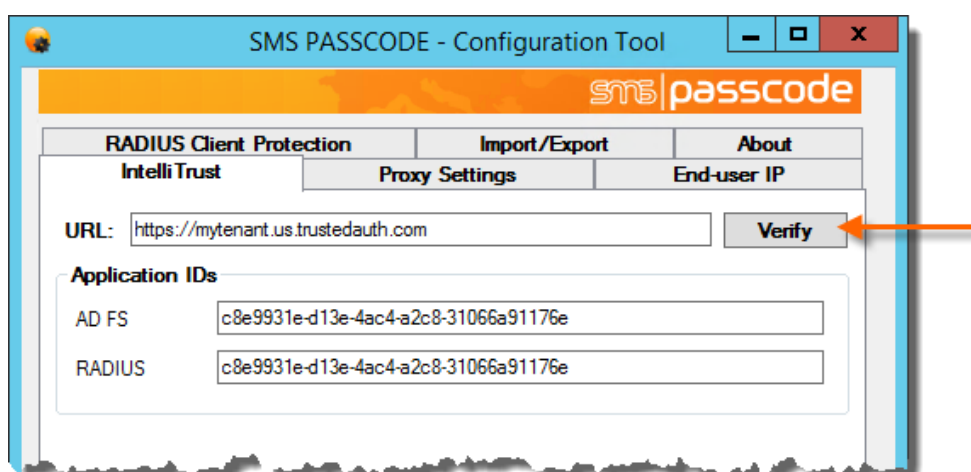 SMS PASSCODE - Configuration Tool
sms|passcode
RADIUS Client Protection Import/Export About
IntelliTrust Proxy Settings End-user IP
URL: https://mytenant.us.trustedauth.com Verify
Application IDs
AD FS c8e9931e-d13e-4ac4-a2c8-31066a91176e
RADIUS c8e9931e-d13e-4ac4-a2c8-31066a91176e